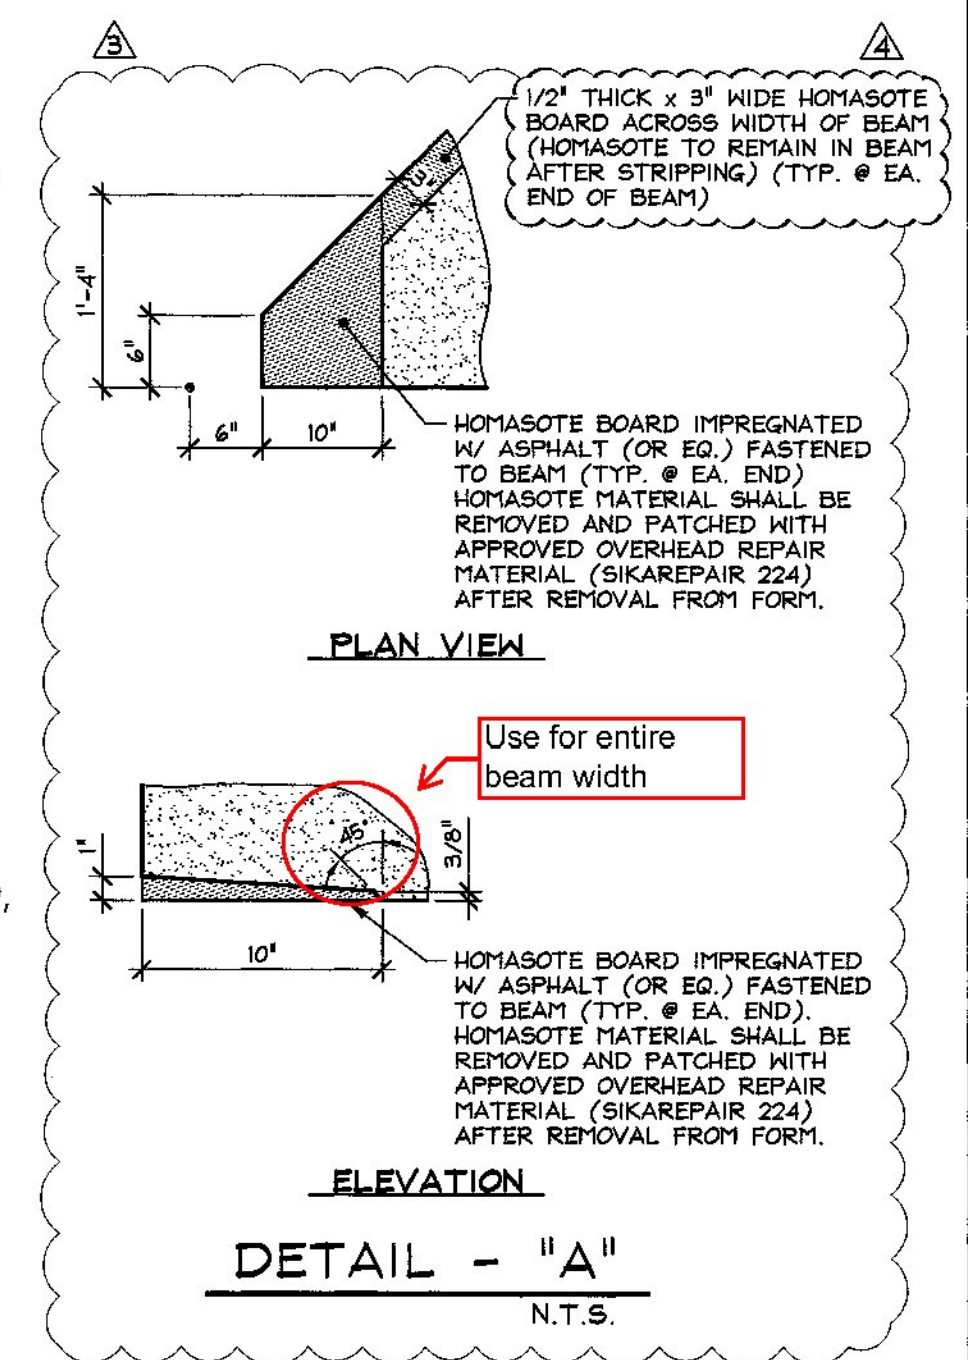 3
4
1/2" THICK x 3" WIDE HOMASOTE
BOARD ACROSS WIDTH OF BEAM
(HOMASOTE TO REMAIN IN BEAM
AFTER STRIPPING) (TYP. @ EA.
END OF BEAM)
3"
1'-4"
6"
6"
10"
HOMASOTE BOARD IMPREGNATED
W/ ASPHALT (OR EQ.) FASTENED
TO BEAM (TYP. @ EA. END)
HOMASOTE MATERIAL SHALL BE
REMOVED AND PATCHED WITH
APPROVED OVERHEAD REPAIR
MATERIAL (SIKAREPAIR 224)
AFTER REMOVAL FROM FORM.
PLAN VIEW
Use for entire
beam width
45°
1"
3/8"
10"
HOMASOTE BOARD IMPREGNATED
W/ ASPHALT (OR EQ.) FASTENED
TO BEAM (TYP. @ EA. END).
HOMASOTE MATERIAL SHALL BE
REMOVED AND PATCHED WITH
APPROVED OVERHEAD REPAIR
MATERIAL (SIKAREPAIR 224)
AFTER REMOVAL FROM FORM.
ELEVATION
DETAIL - "A"
N.T.S.